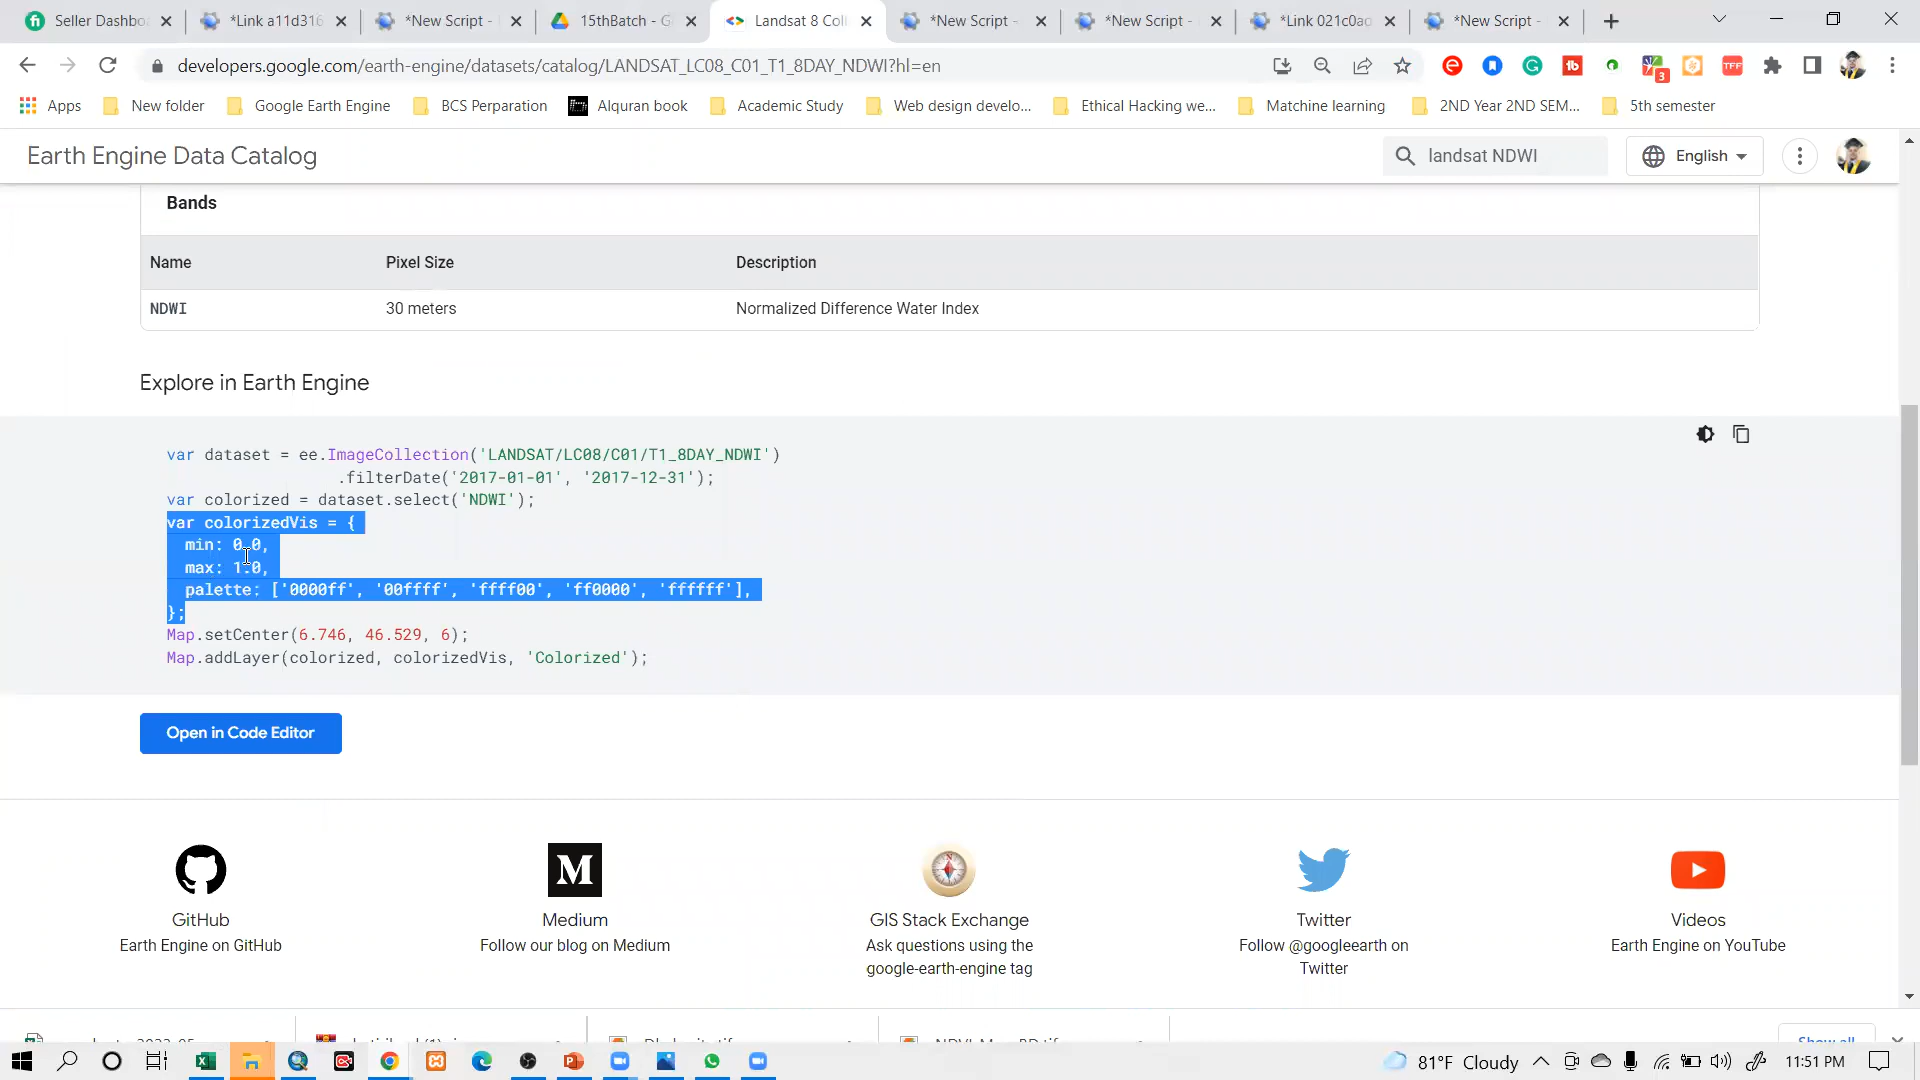 Seller Dashbo
*Link a11d316
*New Script -
15thBatch - G
Landsat 8 Coll
*New Script -
*New Script -
*Link 021c0ac
*New Script -
developers.google.com/earth-engine/datasets/catalog/LANDSAT_LC08_C01_T1_8DAY_NDWI?hl=en
Apps
New folder
Google Earth Engine
BCS Perparation
Alquran book
Academic Study
Web design develo...
Ethical Hacking we...
Matchine learning
2ND Year 2ND SEM...
5th semester
Earth Engine Data Catalog
landsat NDWI
English
Bands
Name Pixel Size Description
NDWI 30 meters Normalized Difference Water Index
Explore in Earth Engine
var dataset = ee.ImageCollection('LANDSAT/LC08/C01/T1_8DAY_NDWI')
.filterDate('2017-01-01', '2017-12-31');
var colorized = dataset.select('NDWI');
var colorizedVis = {
min: 0.0,
max: 1.0,
palette: ['0000ff', '00ffff', 'ffff00', 'ff0000', 'ffffff'],
};
Map.setCenter(6.746, 46.529, 6);
Map.addLayer(colorized, colorizedVis, 'Colorized');
Open in Code Editor
GitHub
Earth Engine on GitHub
Medium
Follow our blog on Medium
GIS Stack Exchange
Ask questions using the
google-earth-engine tag
Twitter
Follow @googleearth on
Twitter
Videos
Earth Engine on YouTube
81°F Cloudy
11:51 PM